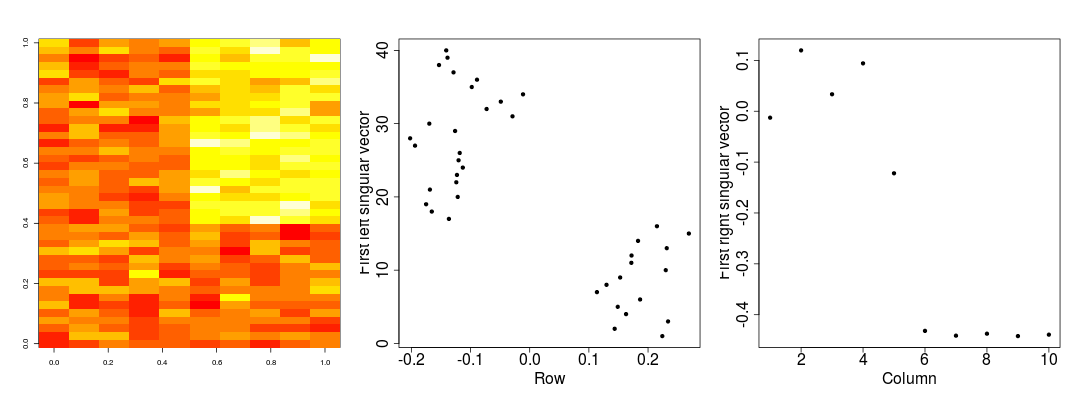 0.0 0.2 0.4 0.6 0.8 1.0
0.0 0.2 0.4 0.6 0.8 1.0
First left singular vector
0 10 20 30 40
-0.2 -0.1 0.0 0.1 0.2
Row
First right singular vector
-0.4 -0.3 -0.2 -0.1 0.0 0.1
2 4 6 8 10
Column